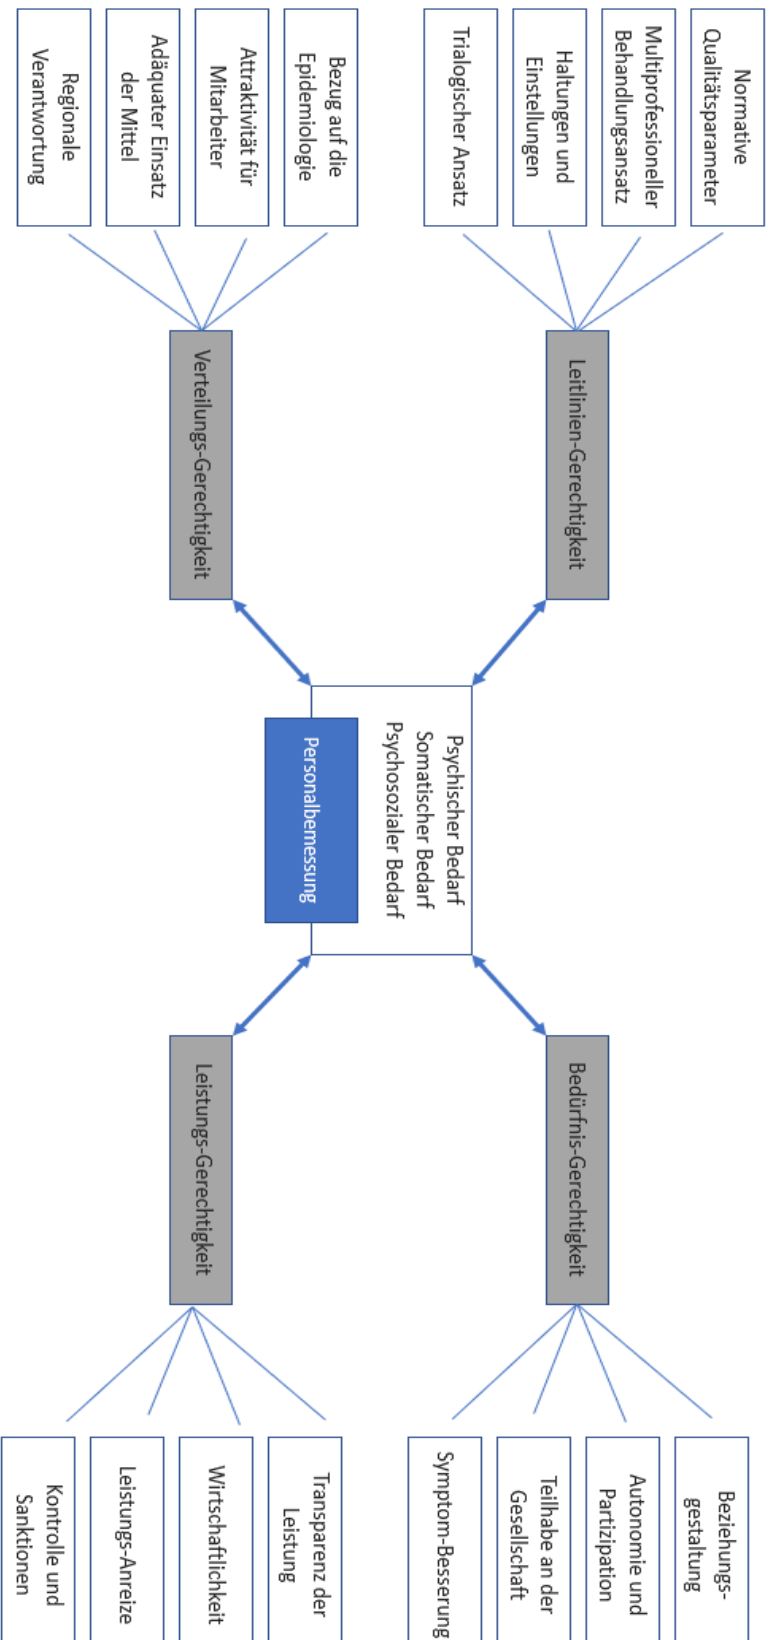 Normative
Qualitätsparameter
Multiprofessioneller
Behandlungsansatz
Haltungen und
Einstellungen
Trialogischer Ansatz
Leitlinien-Gerechtigkeit
Bezug auf die
Epidemiologie
Attraktivität für
Mitarbeiter
Adäquater Einsatz
der Mittel
Regionale
Verantwortung
Verteilungs-Gerechtigkeit
Psychischer Bedarf
Somatischer Bedarf
Psychosozialer Bedarf
Personalbemessung
Bedürfnis-Gerechtigkeit
Beziehungs-
gestaltung
Autonomie und
Partizipation
Teilhabe an der
Gesellschaft
Symptom-Besserung
Leistungs-Gerechtigkeit
Transparenz der
Leistung
Wirtschaftlichkeit
Leistungs-Anreize
Kontrolle und
Sanktionen